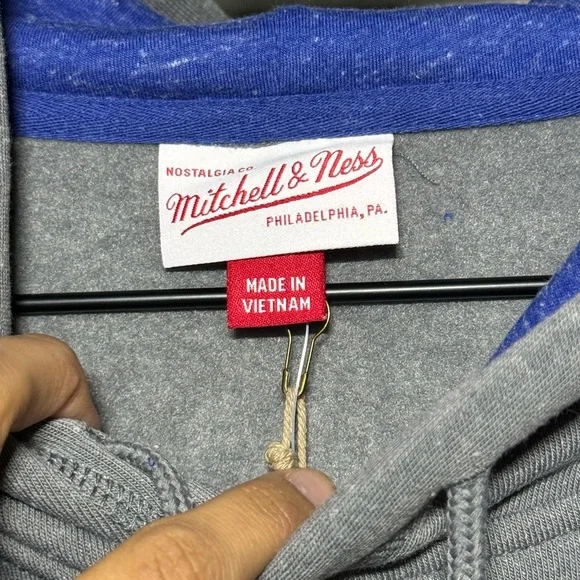 NOSTALGIA CO.
Mitchell & Ness
PHILADELPHIA, PA.
MADE IN
VIETNAM